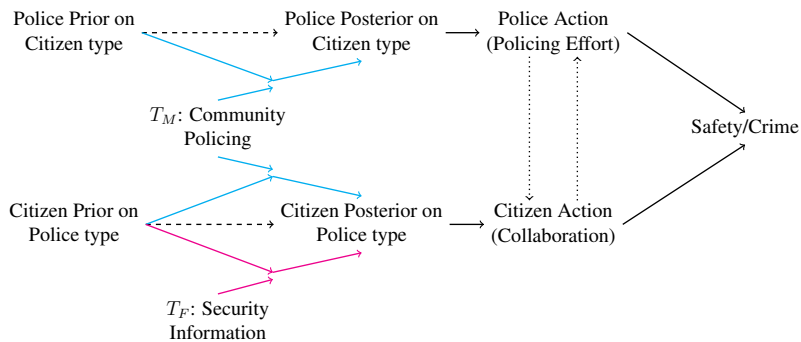 Police Prior on
Citizen type
Police Posterior on
Citizen type
Police Action
(Policing Effort)
T_M: Community
Policing
Safety/Crime
Citizen Prior on
Police type
Citizen Posterior on
Police type
Citizen Action
(Collaboration)
T_F: Security
Information